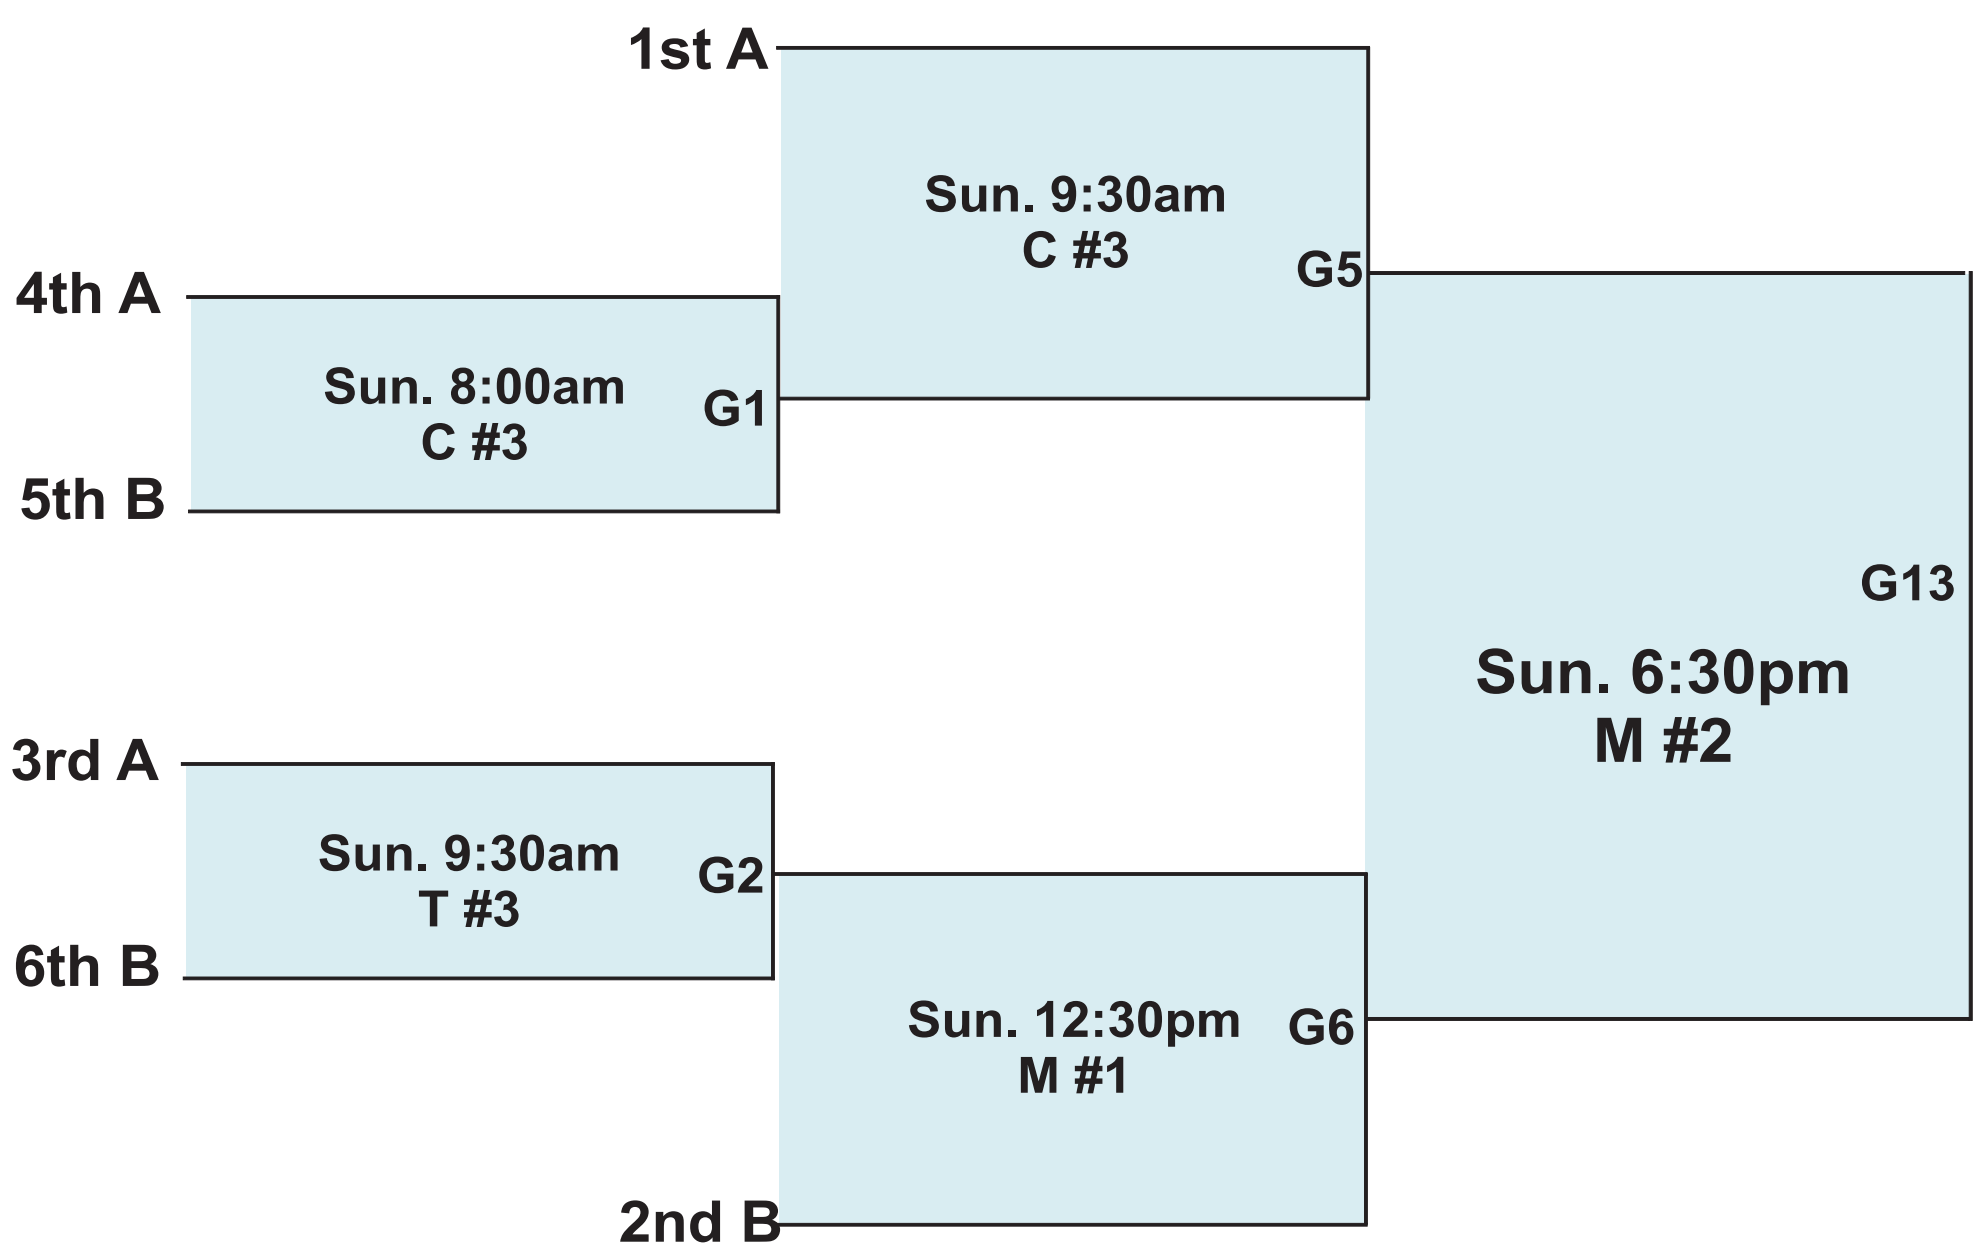 1st A
Sun. 9:30am
C #3
G5
4th A
Sun. 8:00am
C #3
G1
5th B
G13
Sun. 6:30pm
M #2
3rd A
Sun. 9:30am
T #3
G2
6th B
Sun. 12:30pm
M #1
G6
2nd B